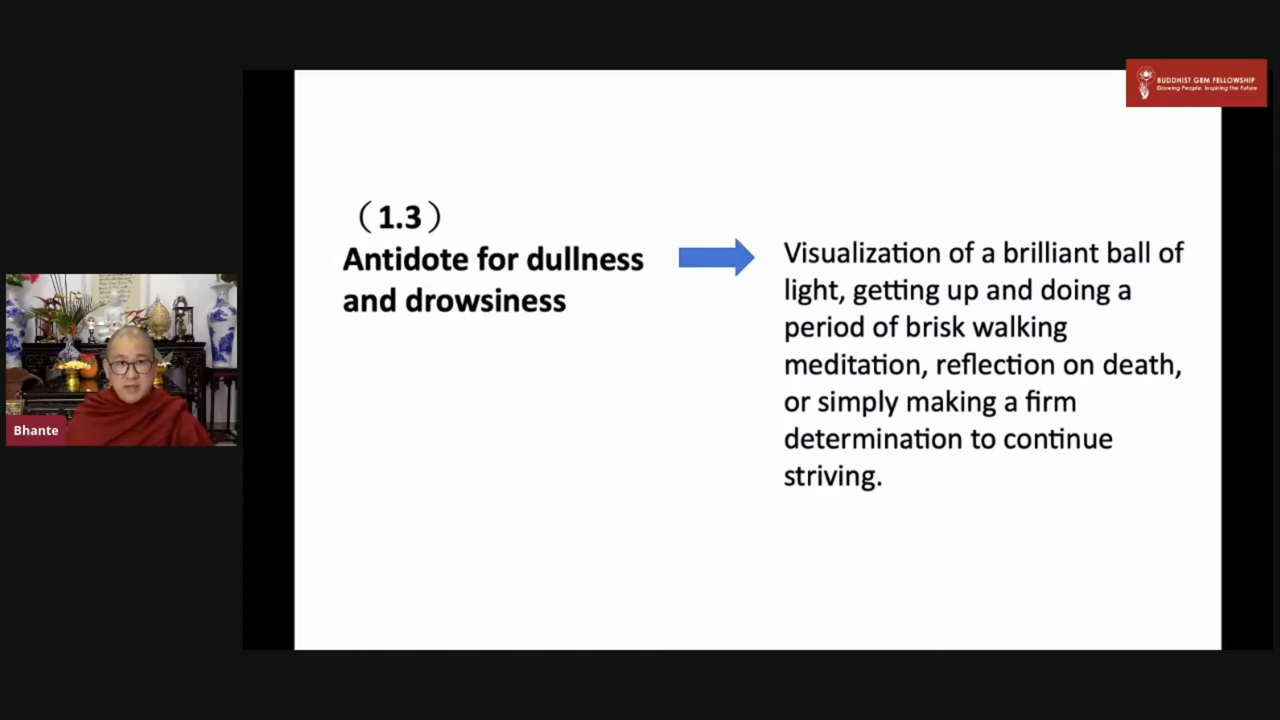 BUDDHIST GEM FELLOWSHIP
Growing People. Inspiring the Future
（1.3）
Antidote for dullness
and drowsiness
Visualization of a brilliant ball of
light, getting up and doing a
period of brisk walking
meditation, reflection on death,
or simply making a firm
determination to continue
striving.
Bhante